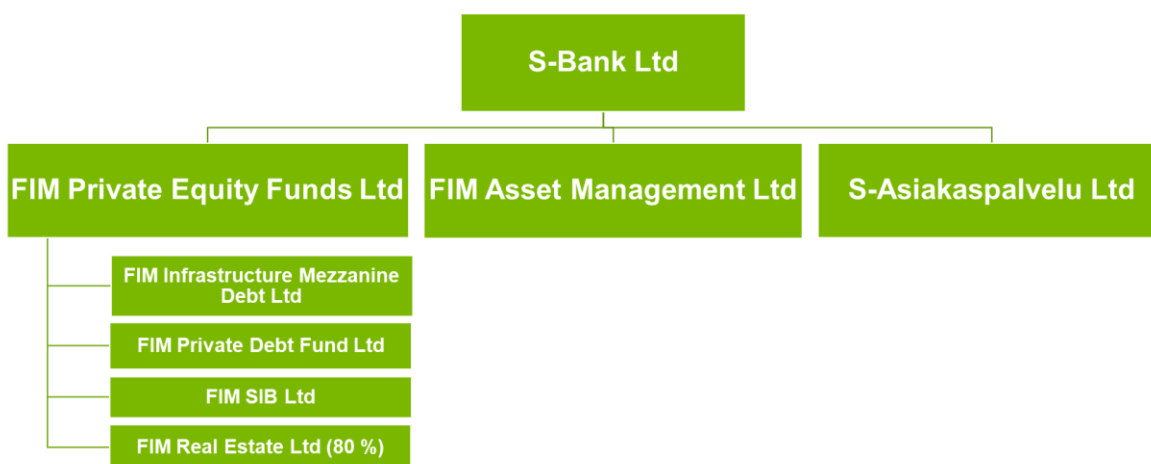 S-Bank Ltd
FIM Private Equity Funds Ltd
FIM Asset Management Ltd
S-Asiakaspalvelu Ltd
FIM Infrastructure Mezzanine
Debt Ltd
FIM Private Debt Fund Ltd
FIM SIB Ltd
FIM Real Estate Ltd (80 %)